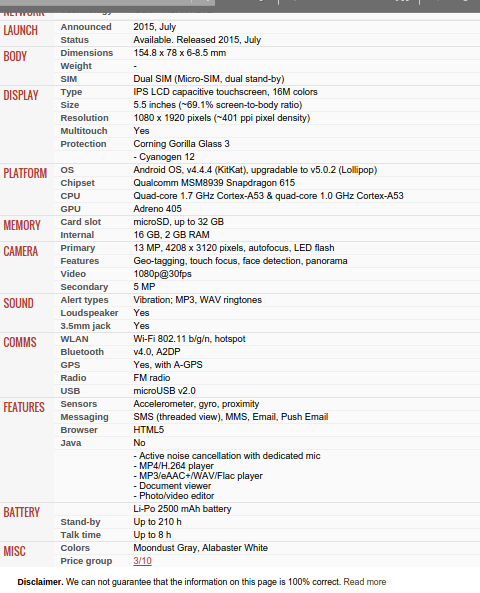 NETWORK
LAUNCH Announced 2015, July
Status Available. Released 2015, July
BODY Dimensions 154.8 x 78 x 6-8.5 mm
Weight -
SIM Dual SIM (Micro-SIM, dual stand-by)
DISPLAY Type IPS LCD capacitive touchscreen, 16M colors
Size 5.5 inches (~69.1% screen-to-body ratio)
Resolution 1080 x 1920 pixels (~401 ppi pixel density)
Multitouch Yes
Protection Corning Gorilla Glass 3
- Cyanogen 12
PLATFORM OS Android OS, v4.4.4 (KitKat), upgradable to v5.0.2 (Lollipop)
Chipset Qualcomm MSM8939 Snapdragon 615
CPU Quad-core 1.7 GHz Cortex-A53 & quad-core 1.0 GHz Cortex-A53
GPU Adreno 405
MEMORY Card slot microSD, up to 32 GB
Internal 16 GB, 2 GB RAM
CAMERA Primary 13 MP, 4208 x 3120 pixels, autofocus, LED flash
Features Geo-tagging, touch focus, face detection, panorama
Video 1080p@30fps
Secondary 5 MP
SOUND Alert types Vibration; MP3, WAV ringtones
Loudspeaker Yes
3.5mm jack Yes
COMMS WLAN Wi-Fi 802.11 b/g/n, hotspot
Bluetooth v4.0, A2DP
GPS Yes, with A-GPS
Radio FM radio
USB microUSB v2.0
FEATURES Sensors Accelerometer, gyro, proximity
Messaging SMS (threaded view), MMS, Email, Push Email
Browser HTML5
Java No
- Active noise cancellation with dedicated mic
- MP4/H.264 player
- MP3/eAAC+/WAV/Flac player
- Document viewer
- Photo/video editor
BATTERY Li-Po 2500 mAh battery
Stand-by Up to 210 h
Talk time Up to 8 h
MISC Colors Moondust Gray, Alabaster White
Price group 3/10
Disclaimer. We can not guarantee that the information on this page is 100% correct. Read more